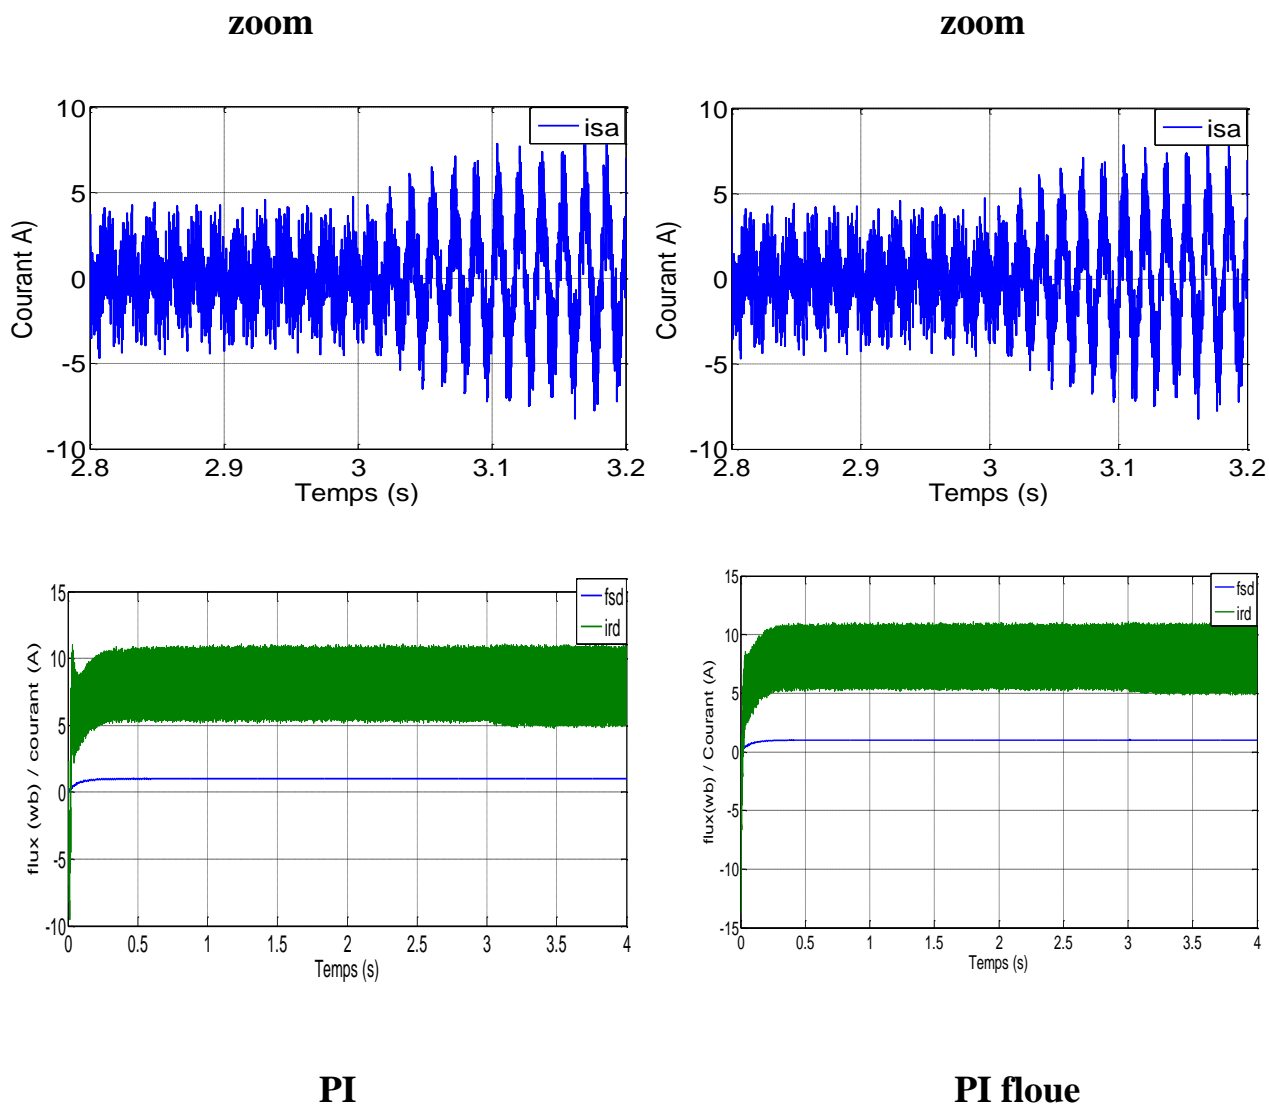 zoom
zoom
10
5
0
-5
-10
Courant A)
isa
2.8
2.9
3
3.1
3.2
Temps (s)
10
5
0
-5
-10
Courant A)
isa
2.8
2.9
3
3.1
3.2
Temps (s)
15
10
5
0
-5
-10
flux (wb) / courant (A)
fsd
ird
0
0.5
1
1.5
2
2.5
3
3.5
4
Temps (s)
15
10
5
0
-5
-10
-15
flux(wb) / Courant (A)
fsd
ird
0
0.5
1
1.5
2
2.5
3
3.5
4
Temps (s)
PI
PI floue